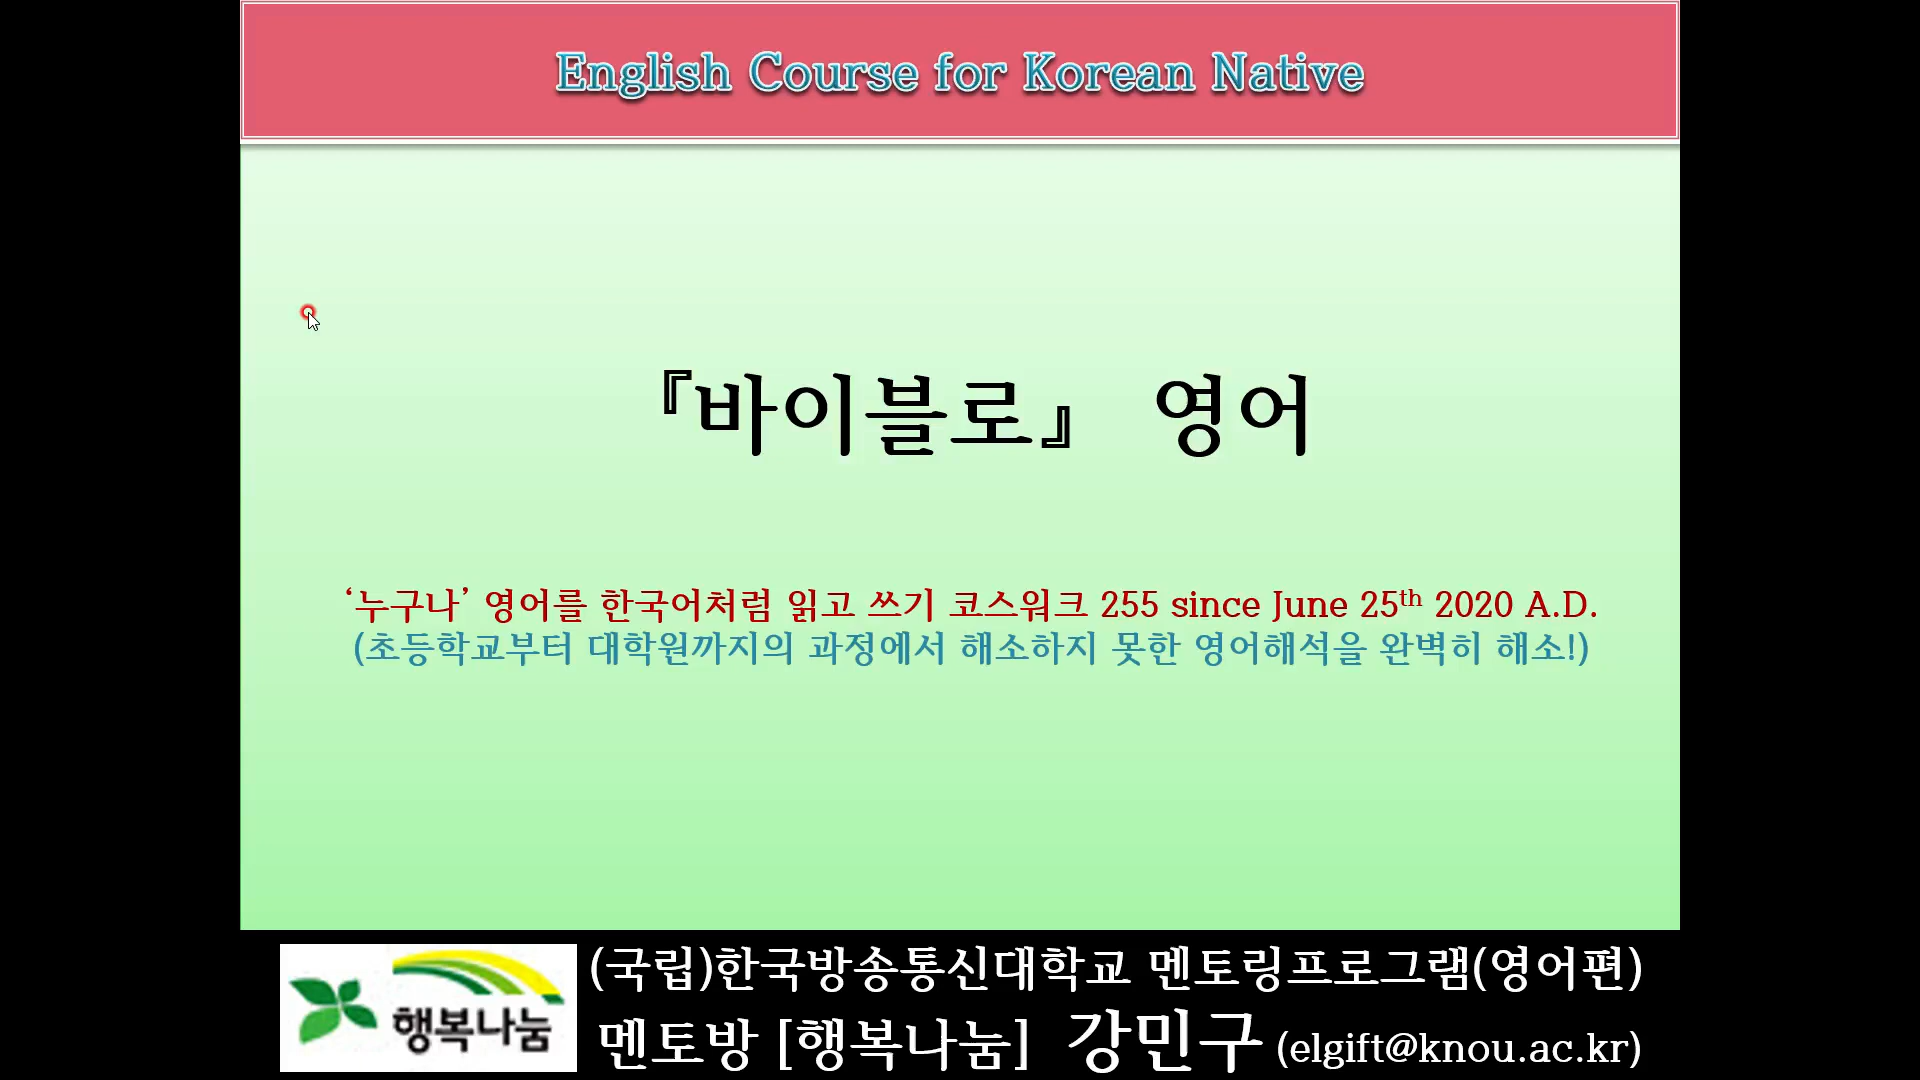 English Course for Korean Native
『바이블로』 영어
‘누구나’ 영어를 한국어처럼 읽고 쓰기 코스워크 255 since June 25th 2020 A.D.
(초등학교부터 대학원까지의 과정에서 해소하지 못한 영어해석을 완벽히 해소!)
행복나눔
(국립)한국방송통신대학교 멘토링프로그램(영어편)
멘토방 [행복나눔] 강민구 (elgift@knou.ac.kr)